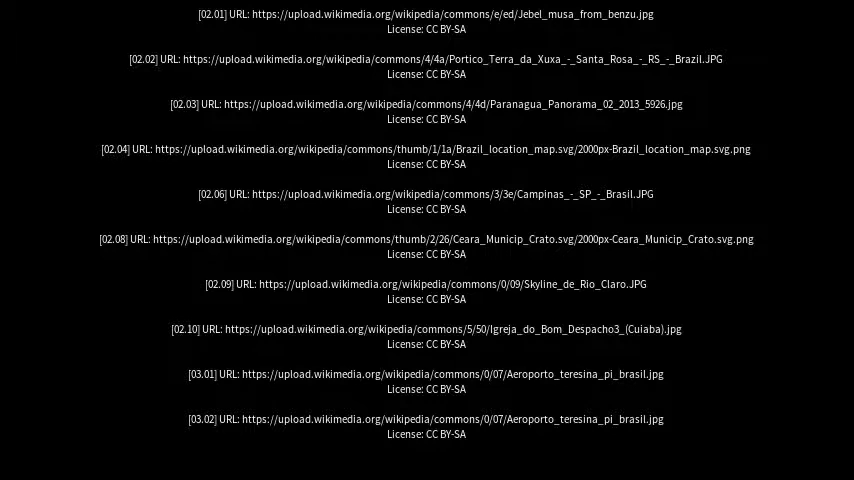 [02.01] URL: https://upload.wikimedia.org/wikipedia/commons/e/ed/Jebel_musa_from_benzu.jpg
License: CC BY-SA
[02.02] URL: https://upload.wikimedia.org/wikipedia/commons/4/4a/Portico_Terra_da_Xuxa_-_Santa_Rosa_-_RS_-_Brazil.JPG
License: CC BY-SA
[02.03] URL: https://upload.wikimedia.org/wikipedia/commons/4/4d/Paranagua_Panorama_02_2013_5926.jpg
License: CC BY-SA
[02.04] URL: https://upload.wikimedia.org/wikipedia/commons/thumb/1/1a/Brazil_location_map.svg/2000px-Brazil_location_map.svg.png
License: CC BY-SA
[02.06] URL: https://upload.wikimedia.org/wikipedia/commons/3/3e/Campinas_-_SP_-_Brasil.JPG
License: CC BY-SA
[02.08] URL: https://upload.wikimedia.org/wikipedia/commons/thumb/2/26/Ceara_Municip_Crato.svg/2000px-Ceara_Municip_Crato.svg.png
License: CC BY-SA
[02.09] URL: https://upload.wikimedia.org/wikipedia/commons/0/09/Skyline_de_Rio_Claro.JPG
License: CC BY-SA
[02.10] URL: https://upload.wikimedia.org/wikipedia/commons/5/50/Igreja_do_Bom_Despacho3_(Cuiaba).jpg
License: CC BY-SA
[03.01] URL: https://upload.wikimedia.org/wikipedia/commons/0/07/Aeroporto_teresina_pi_brasil.jpg
License: CC BY-SA
[03.02] URL: https://upload.wikimedia.org/wikipedia/commons/0/07/Aeroporto_teresina_pi_brasil.jpg
License: CC BY-SA